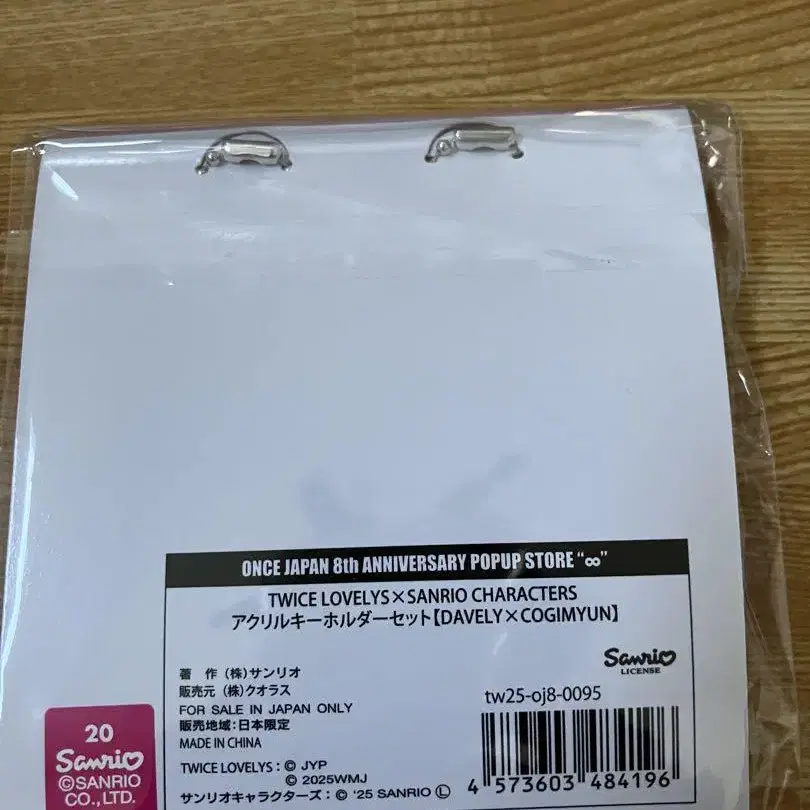 ONCE JAPAN 8th ANNIVERSARY POPUP STORE “∞”
TWICE LOVELYS×SANRIO CHARACTERS
アクリルキーホルダーセット【DAVELY×COGIMYUN】
著　作 (株)サンリオ
販売元 (株)クオラス
FOR SALE IN JAPAN ONLY
販売地域:日本限定
MADE IN CHINA
TWICE LOVELYS : © JYP
© 2025WMJ
サンリオキャラクターズ : © '25 SANRIO Ⓛ
Sanrio
LICENSE
tw25-oj8-0095
4 573603 484196
20
Sanrio
©SANRIO
CO., LTD.